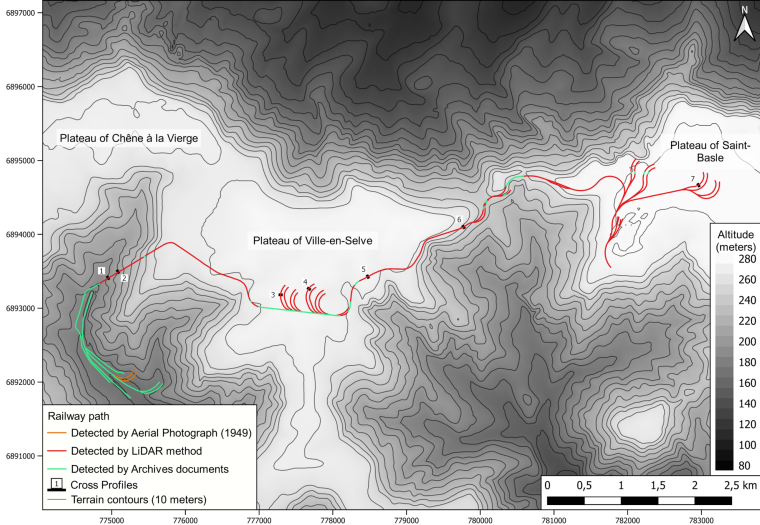 6897000
6896000
6895000
6894000
6893000
6892000
6891000
N
Plateau of Chêne à la Vierge
Plateau of Saint-
Basle
Plateau of Ville-en-Selve
1
2
3
4
5
6
7
Altitude
(meters)
280
260
240
220
200
180
160
140
120
100
80
Railway path
Detected by Aerial Photograph (1949)
Detected by LiDAR method
Detected by Archives documents
1 Cross Profiles
Terrain contours (10 meters)
0 0,5 1 1,5 2 2,5 km
775000 776000 777000 778000 779000 780000 781000 782000 783000